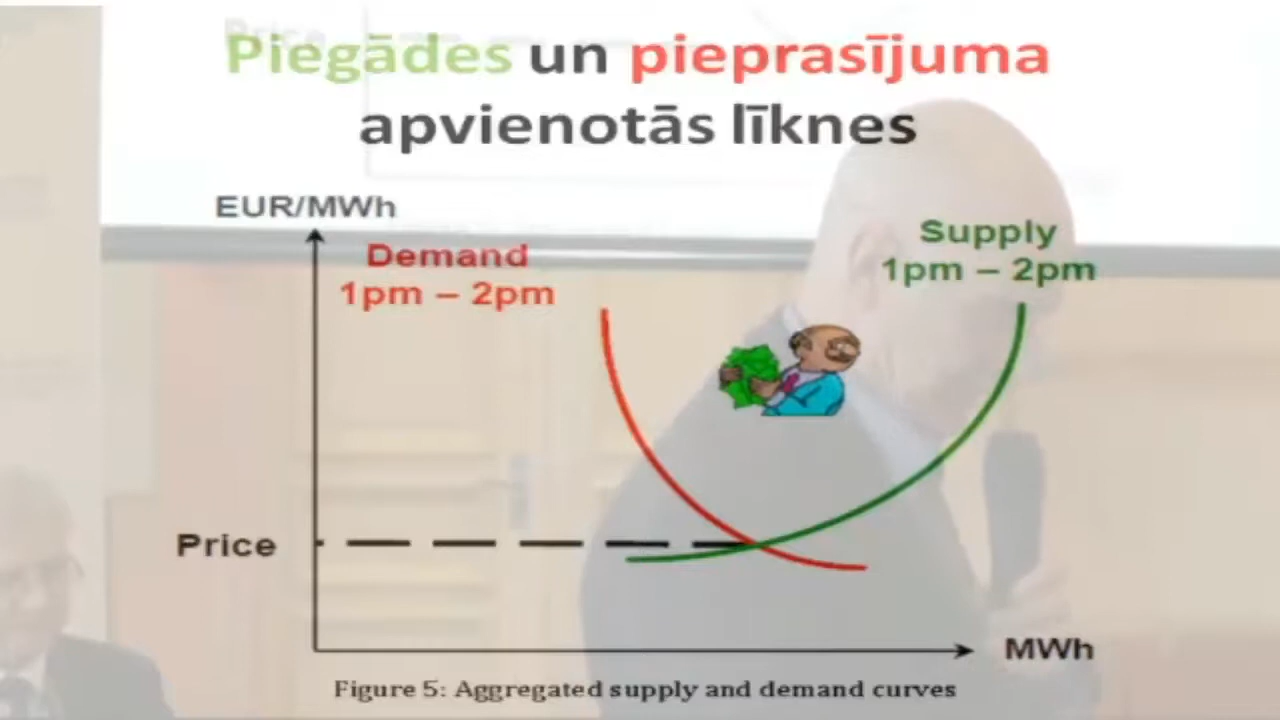 Piegādes un pieprasījuma
apvienotās līknes
EUR/MWh
Demand
1pm – 2pm
Supply
1pm – 2pm
Price
MWh
Figure 5: Aggregated supply and demand curves